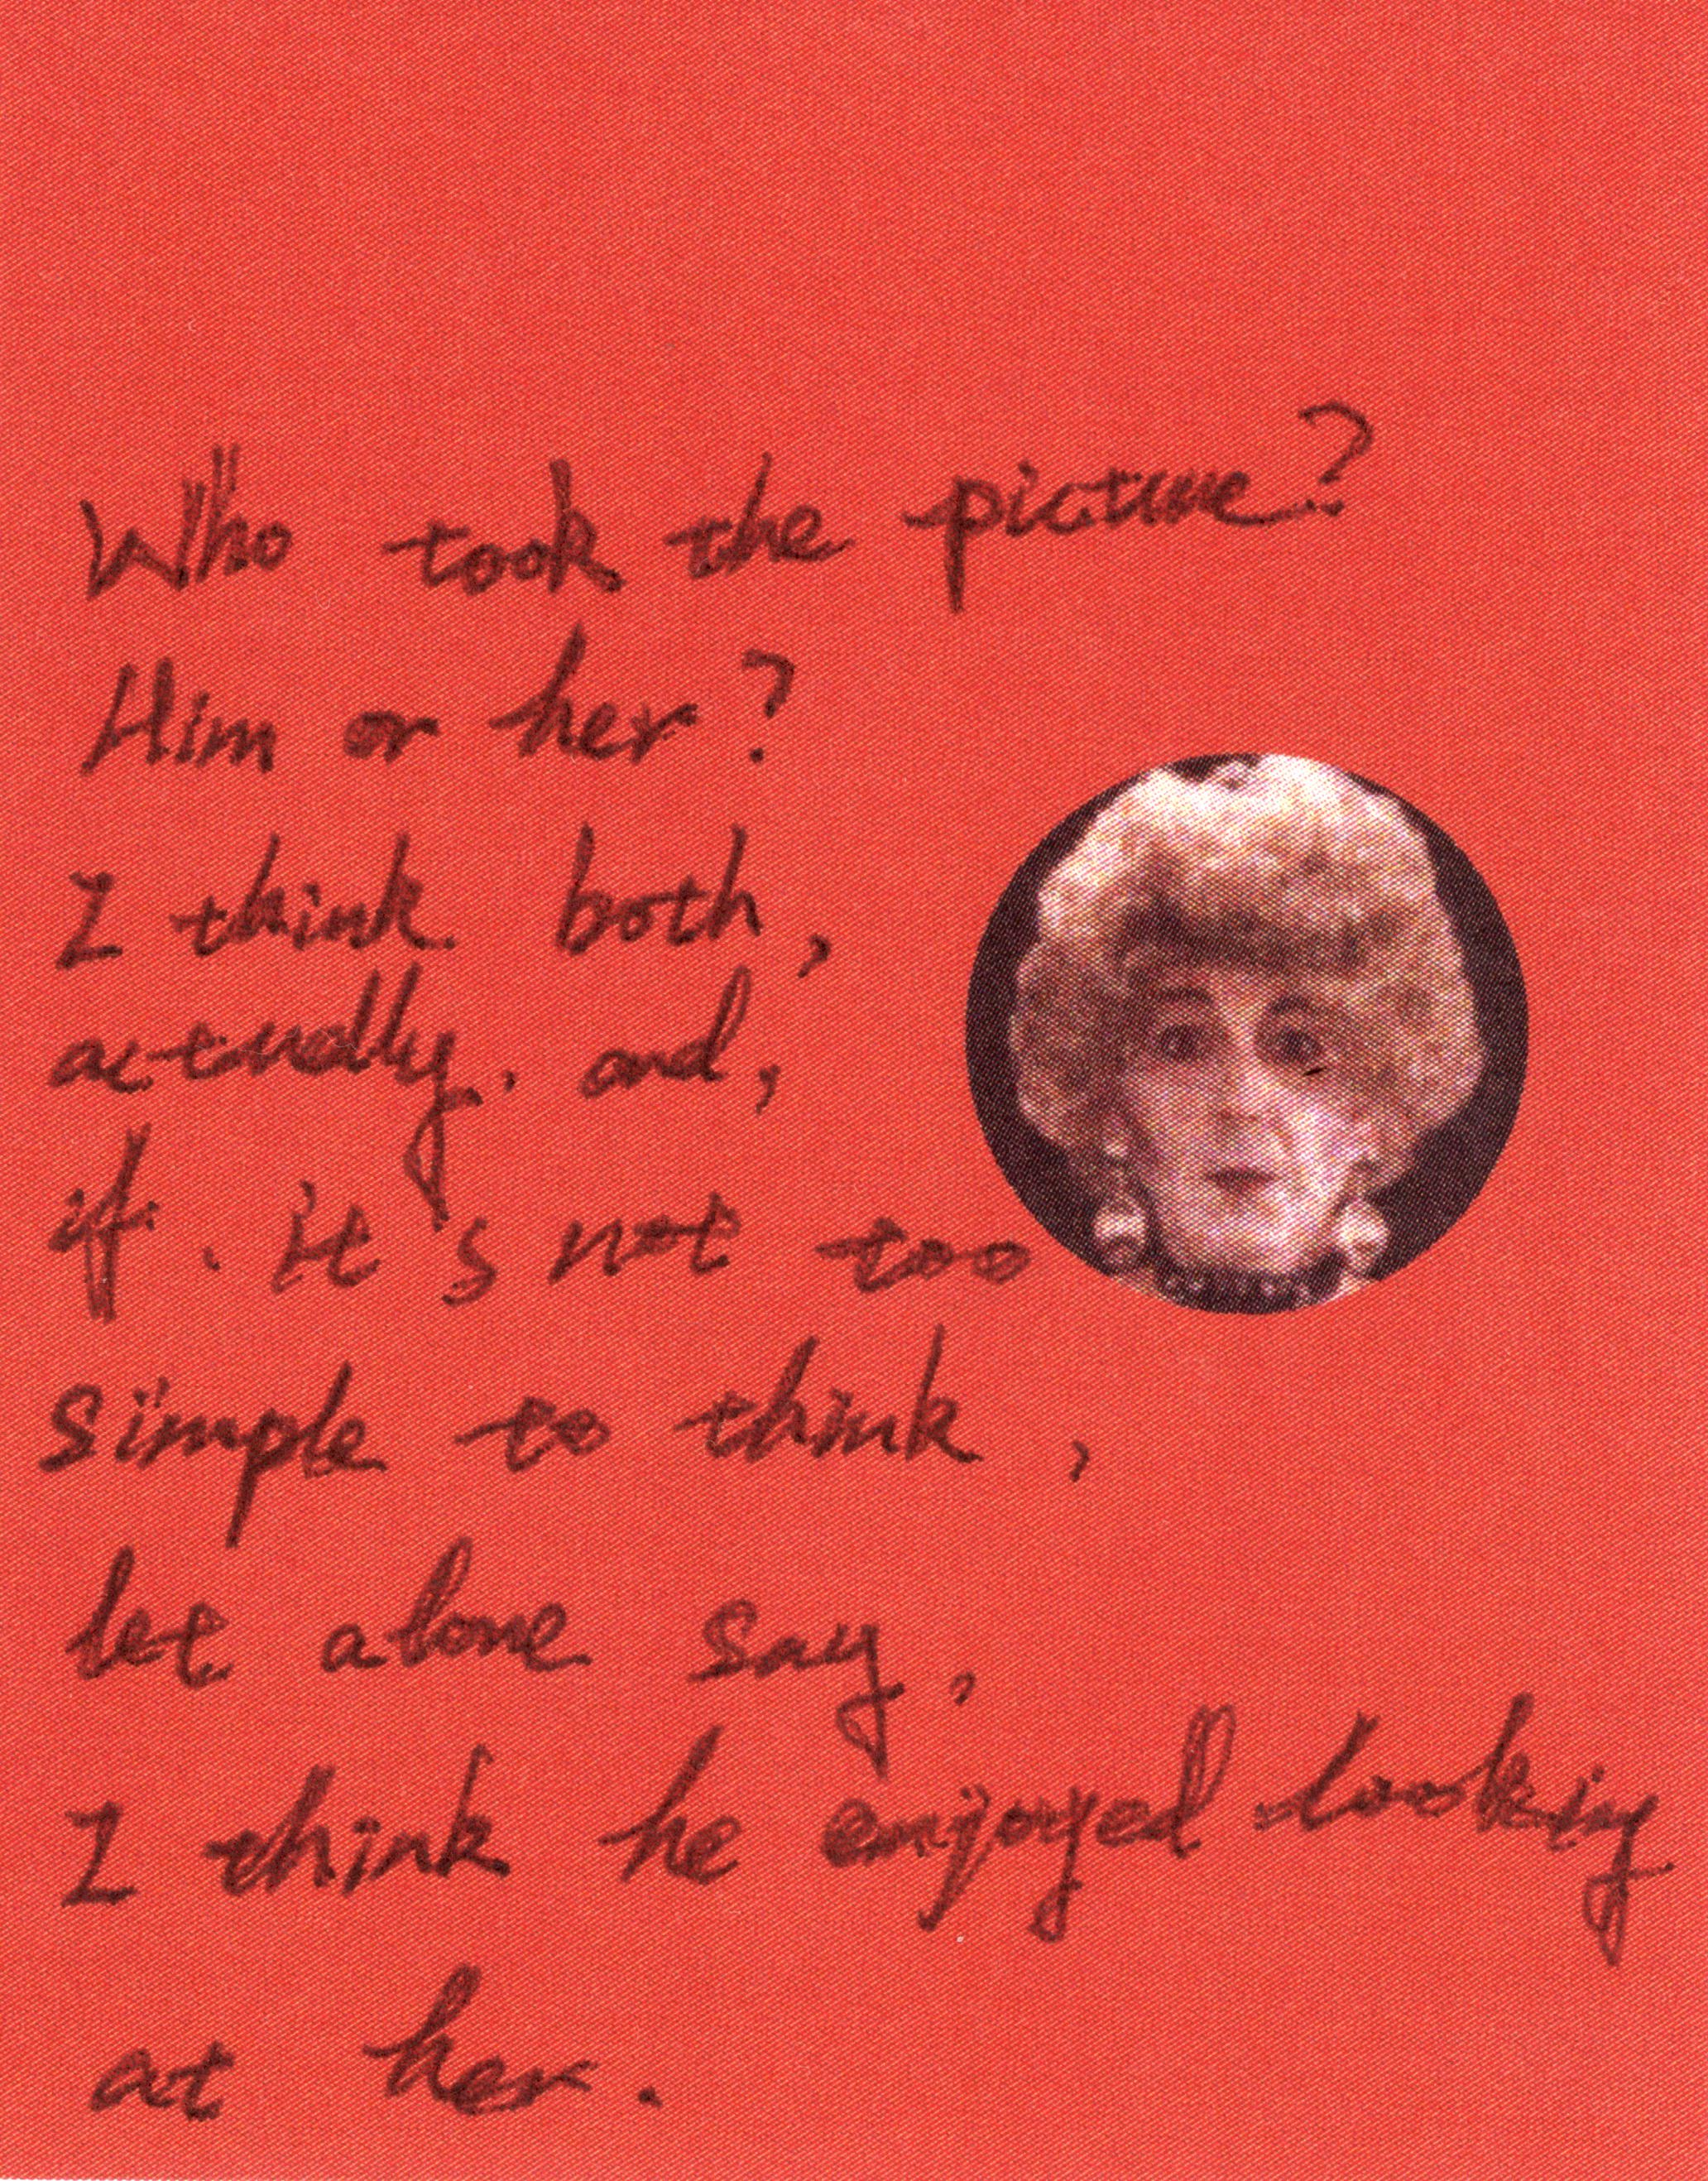 Who took the picture?
Him or her?
I think both,
actually, and,
if it's not too
simple to think,
let alone say,
I think he enjoyed looking
at her.